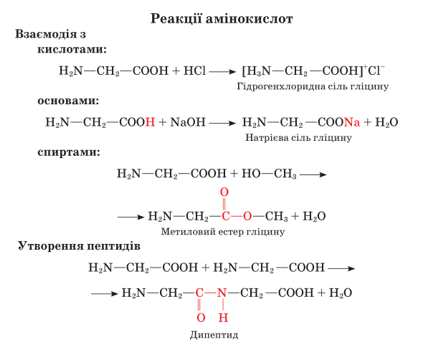 Реакції амінокислот
Взаємодія з
кислотами:
H₂N—CH₂—COOH + HCl ⟶ [H₃N—CH₂—COOH]⁺Cl⁻
Гідрогенхлоридна сіль гліцину
основами:
H₂N—CH₂—COOH + NaOH ⟶ H₂N—CH₂—COONa + H₂O
Натрієва сіль гліцину
спиртами:
H₂N—CH₂—COOH + HO—CH₃ ⟶
O
‖
⟶ H₂N—CH₂—C—O—CH₃ + H₂O
Метиловий естер гліцину
Утворення пептидів
H₂N—CH₂—COOH + H₂N—CH₂—COOH ⟶
⟶ H₂N—CH₂—C—N—CH₂—COOH + H₂O
‖ |
O H
Дипептид